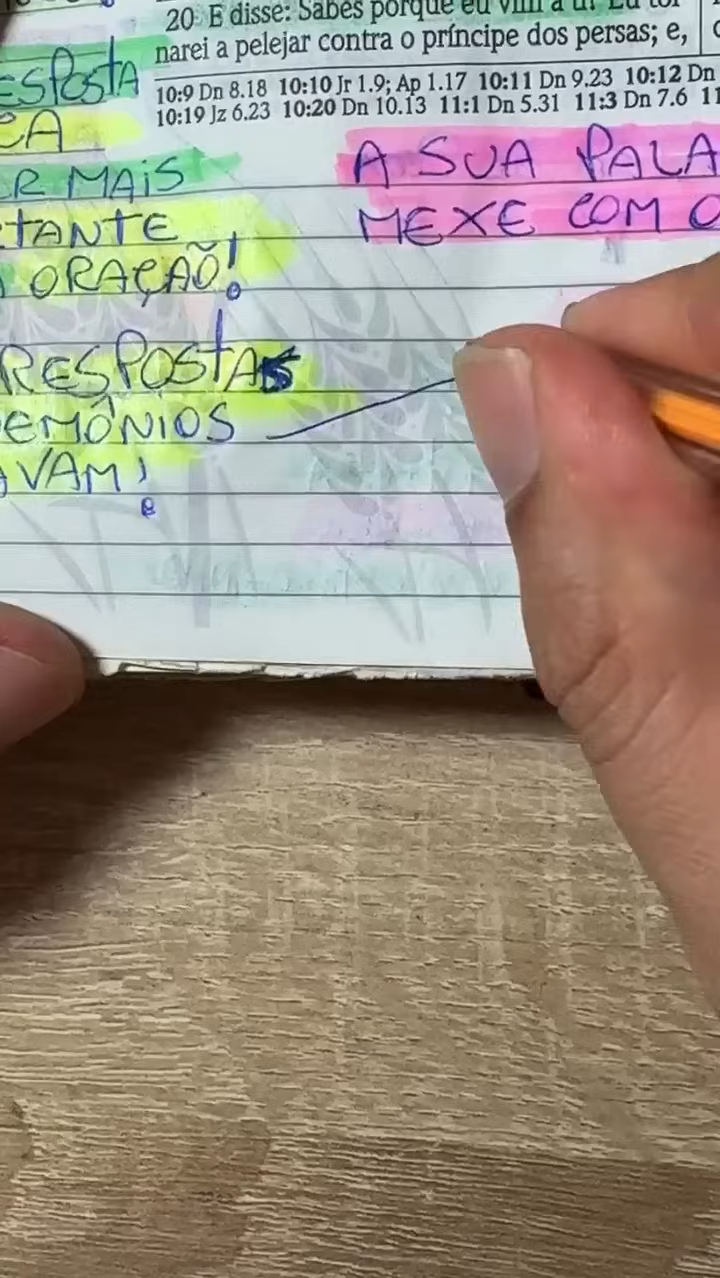 20 E disse: Sabes porque eu vim a ti? Eu tor
narei a pelejar contra o príncipe dos persas; e,
10:9 Dn 8.18 10:10 Jr 1.9; Ap 1.17 10:11 Dn 9.23 10:12 Dn
10:19 Jz 6.23 10:20 Dn 10.13 11:1 Dn 5.31 11:3 Dn 7.6 11
ESPOSTA
CA
R MAIS
TANTE
ORAÇÃO!
RESPOSTAS
EMÔNIOS
AVAM!
A SUA PALA
MEXE COM O